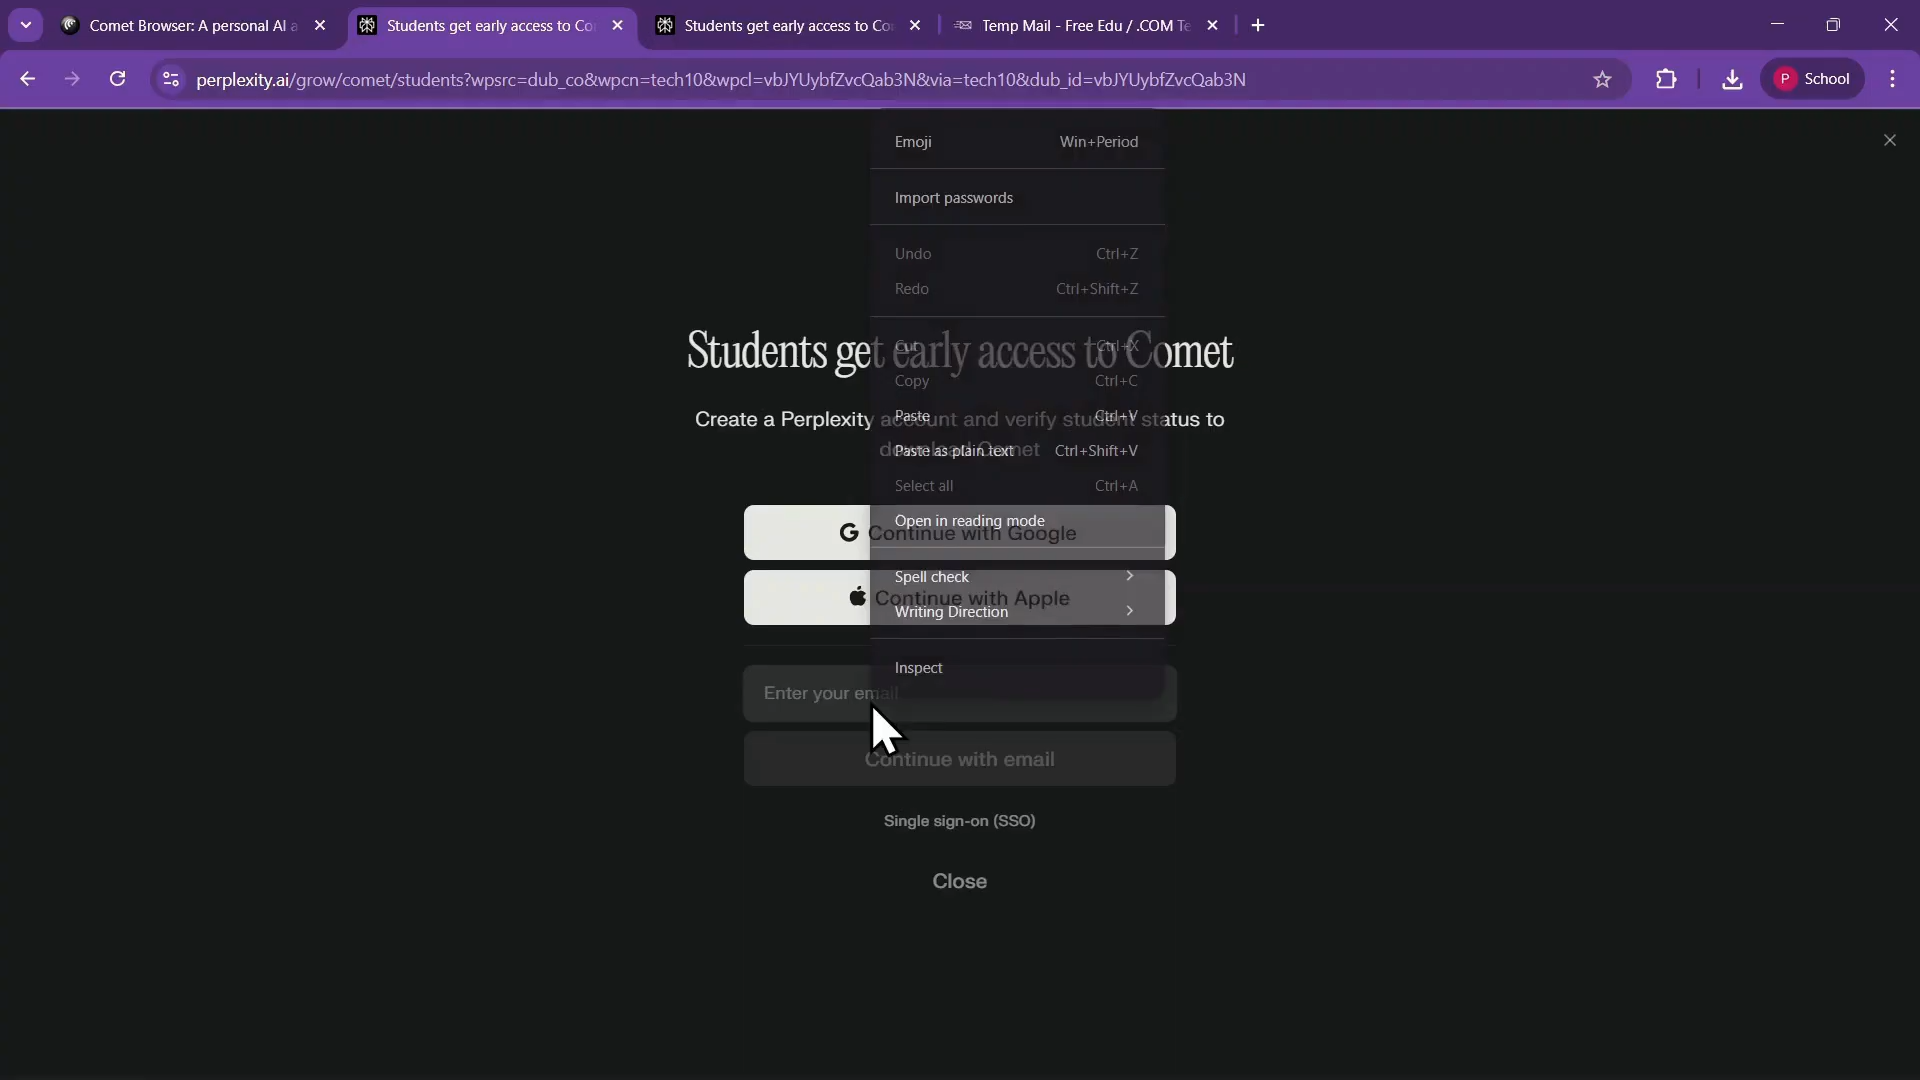 Comet Browser: A personal AI a
Students get early access to Co
Students get early access to Co
Temp Mail - Free Edu / .COM Te
perplexity.ai/grow/comet/students?wpsrc=dub_co&wpcn=tech10&wpcl=vbJYUybfZvcQab3N&via=tech10&dub_id=vbJYUybfZvcQab3N
P School
Emoji Win+Period
Import passwords
Undo Ctrl+Z
Redo Ctrl+Shift+Z
Cut Ctrl+X
Students get early access to Comet
Copy Ctrl+C
Paste Ctrl+V
Create a Perplexity account and verify student status to
download Comet
Paste as plain text Ctrl+Shift+V
Select all Ctrl+A
Open in reading mode
Continue with Google
Spell check
Continue with Apple
Writing Direction
Inspect
Enter your email
Continue with email
Single sign-on (SSO)
Close